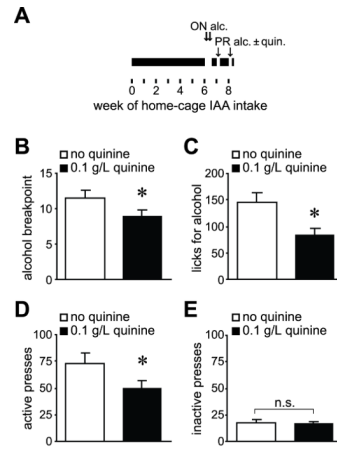 A
ON alc.
PR alc. ± quin.
0 2 4 6 8
week of home-cage IAA intake
B
no quinine
0.1 g/L quinine
alcohol breakpoint
15
10
5
0
*
C
no quinine
0.1 g/L quinine
licks for alcohol
200
150
100
50
0
*
D
no quinine
0.1 g/L quinine
active presses
100
75
50
25
0
*
E
no quinine
0.1 g/L quinine
inactive presses
100
75
50
25
0
n.s.